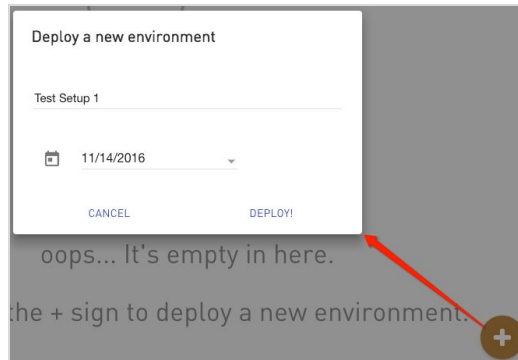 Deploy a new environment
Test Setup 1
11/14/2016
CANCEL DEPLOY!
oops... It's empty in here.
the + sign to deploy a new environment.
+